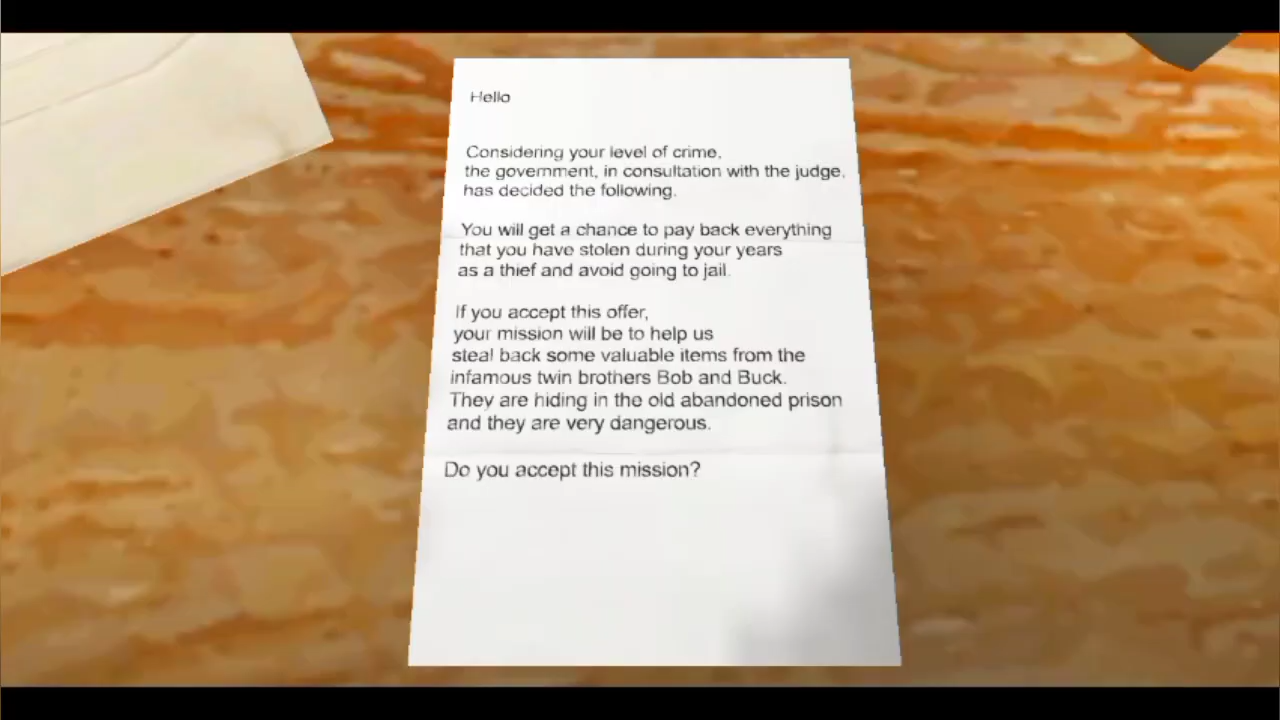 Hello
Considering your level of crime,
the government, in consultation with the judge,
has decided the following.
You will get a chance to pay back everything
that you have stolen during your years
as a thief and avoid going to jail.
If you accept this offer,
your mission will be to help us
steal back some valuable items from the
infamous twin brothers Bob and Buck.
They are hiding in the old abandoned prison
and they are very dangerous.
Do you accept this mission?